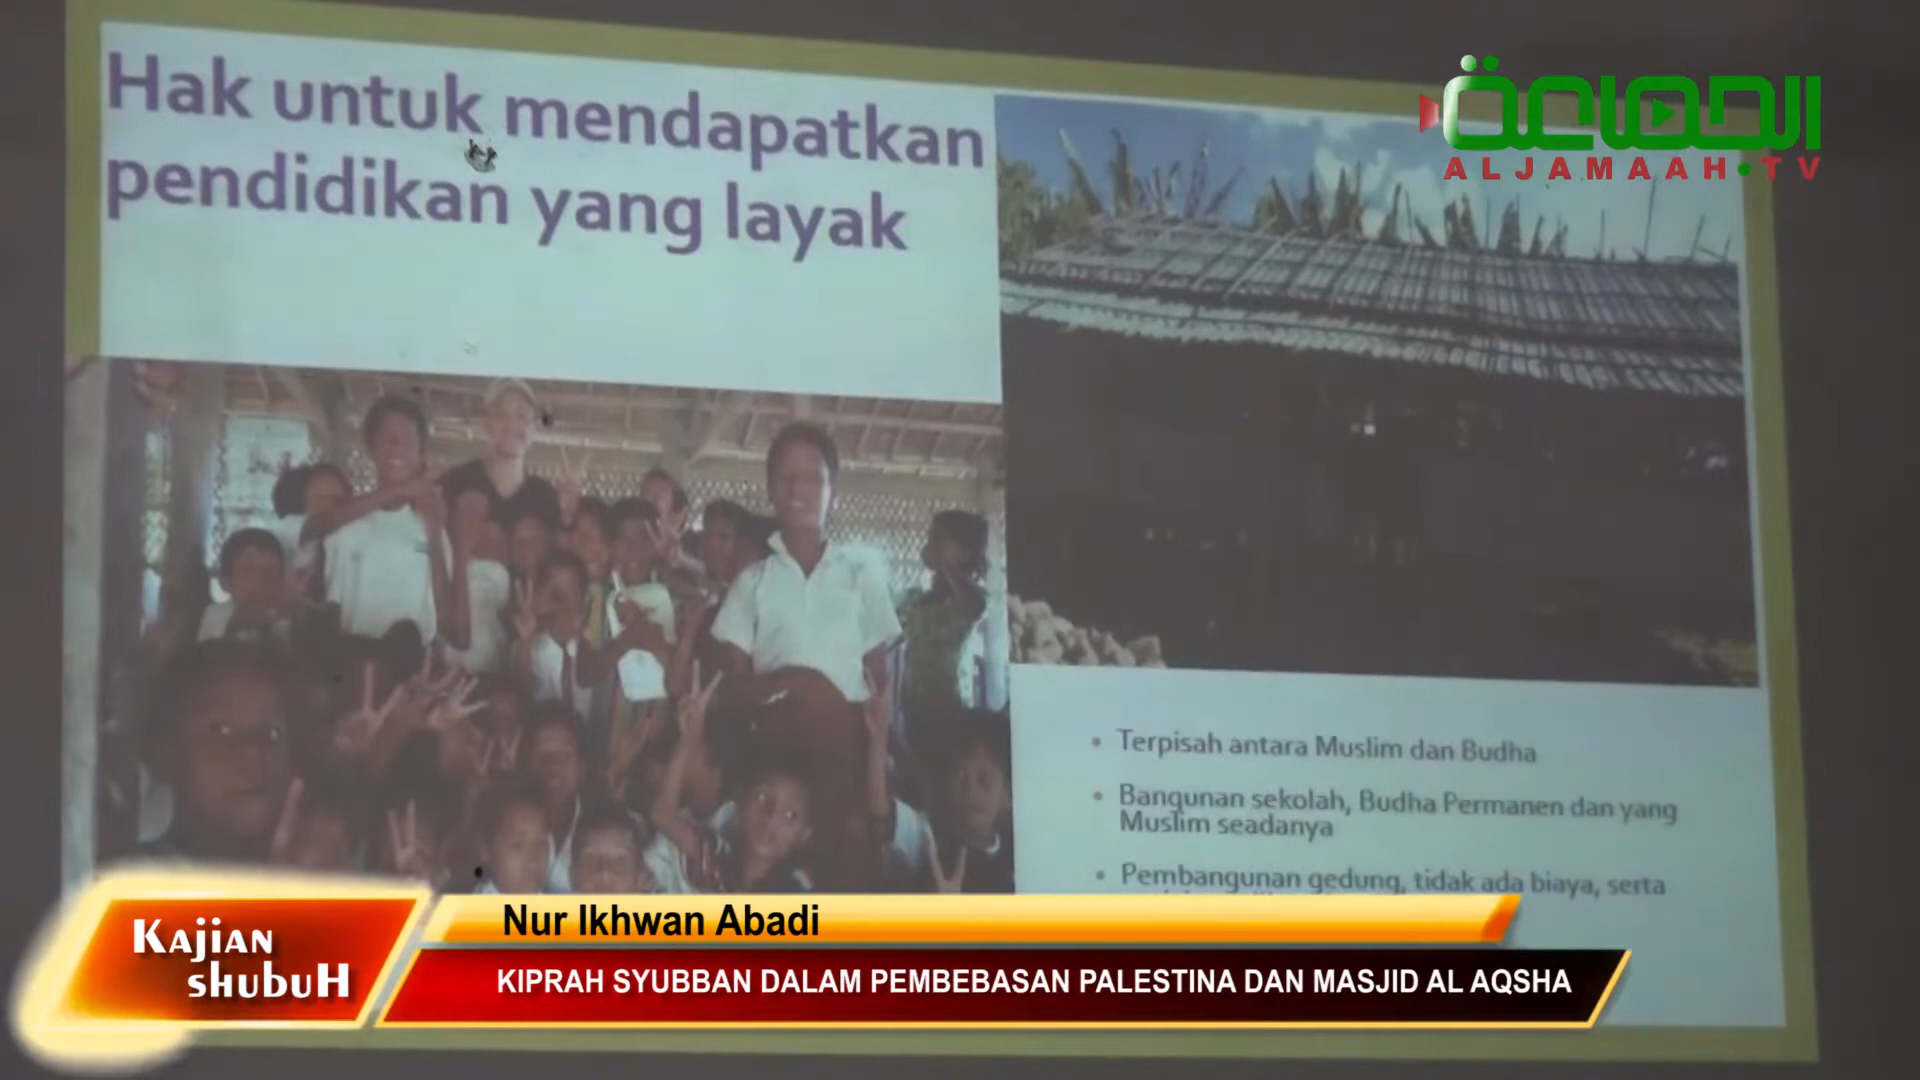 Hak untuk mendapatkan
pendidikan yang layak
الجماعة
ALJAMAAH TV
• Terpisah antara Muslim dan Budha
• Bangunan sekolah, Budha Permanen dan yang
Muslim seadanya
• Pembangunan gedung, tidak ada biaya, serta
Kajian
shubuH
Nur Ikhwan Abadi
KIPRAH SYUBBAN DALAM PEMBEBASAN PALESTINA DAN MASJID AL AQSHA